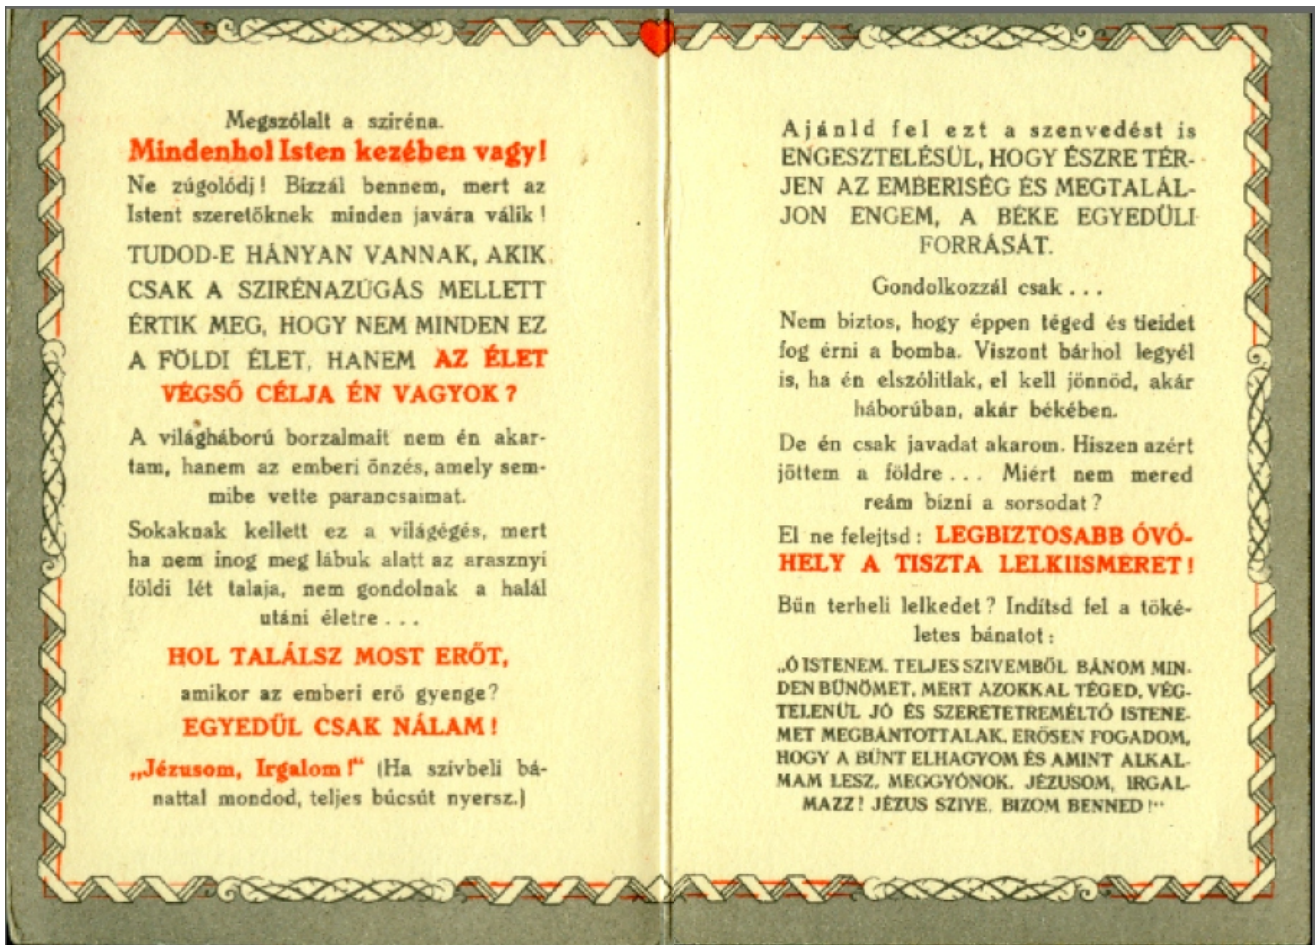 Megszólalt a sziréna.
Mindenhol Isten kezében vagy!
Ne zúgolódj! Bízzál bennem, mert az
Istent szeretőknek minden javára válik!
TUDOD-E HÁNYAN VANNAK, AKIK
CSAK A SZIRÉNAZÚGÁS MELLETT
ÉRTIK MEG, HOGY NEM MINDEN EZ
A FÖLDI ÉLET, HANEM AZ ÉLET
VÉGSŐ CÉLJA ÉN VAGYOK?
A világháború borzalmait nem én akar-
tam, hanem az emberi önzés, amely sem-
mibe vette parancsaimat.
Sokaknak kellett ez a világégés, mert
ha nem inog meg lábuk alatt az arasznyi
földi lét talaja, nem gondolnak a halál
utáni életre...
HOL TALÁLSZ MOST ERŐT,
amikor az emberi erő gyenge?
EGYEDÜL CSAK NÁLAM!
„Jézusom, Irgalom!" (Ha szívbeli bá-
nattal mondod, teljes búcsút nyersz.)
Ajánld fel ezt a szenvedést is
ENGESZTELÉSÜL, HOGY ÉSZRE TÉR-
JEN AZ EMBERISÉG ÉS MEGTALÁL-
JON ENGEM, A BÉKE EGYEDÜLI
FORRÁSÁT.
Gondolkozzál csak...
Nem biztos, hogy éppen téged és tieidet
fog érni a bomba. Viszont bárhol legyél
is, ha én elszólítlak, el kell jönnöd, akár
háborúban, akár békében.
De én csak javadat akarom. Hiszen azért
jöttem a földre... Miért nem mered
reám bízni a sorsodat?
El ne felejtsd: LEGBIZTOSABB ÓVÓ-
HELY A TISZTA LELKIISMERET!
Bűn terheli lelkedet? Indítsd fel a töké-
letes bánatot:
„Ó ISTENEM, TELJES SZIVEMBŐL BÁNOM MIN-
DEN BŰNÖMET, MERT AZOKKAL TÉGED, VÉG-
TELENÜL JÓ ÉS SZERETETREMÉLTÓ ISTENE-
MET MEGBÁNTOTTALAK. ERŐSEN FOGADOM,
HOGY A BŰNT ELHAGYOM ÉS AMINT ALKAL-
MAM LESZ, MEGGYÓNOK. JÉZUSOM, IRGAL-
MAZZ! JÉZUS SZIVE, BIZOM BENNED!"